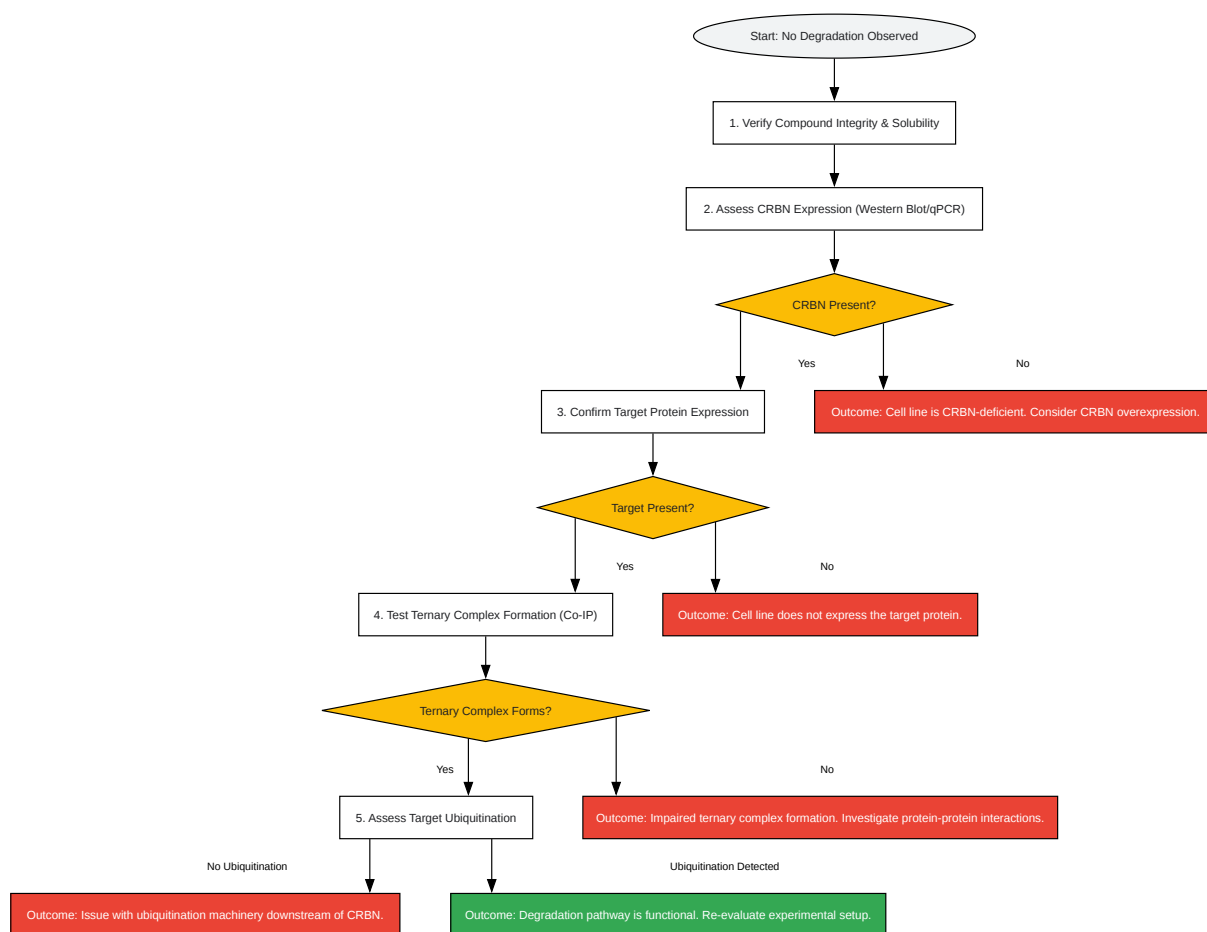 Start: No Degradation Observed
1. Verify Compound Integrity & Solubility
2. Assess CRBN Expression (Western Blot/qPCR)
CRBN Present?
Yes
No
3. Confirm Target Protein Expression
Outcome: Cell line is CRBN-deficient. Consider CRBN overexpression.
Target Present?
Yes
No
4. Test Ternary Complex Formation (Co-IP)
Outcome: Cell line does not express the target protein.
Ternary Complex Forms?
Yes
No
5. Assess Target Ubiquitination
Outcome: Impaired ternary complex formation. Investigate protein-protein interactions.
No Ubiquitination
Ubiquitination Detected
Outcome: Issue with ubiquitination machinery downstream of CRBN.
Outcome: Degradation pathway is functional. Re-evaluate experimental setup.